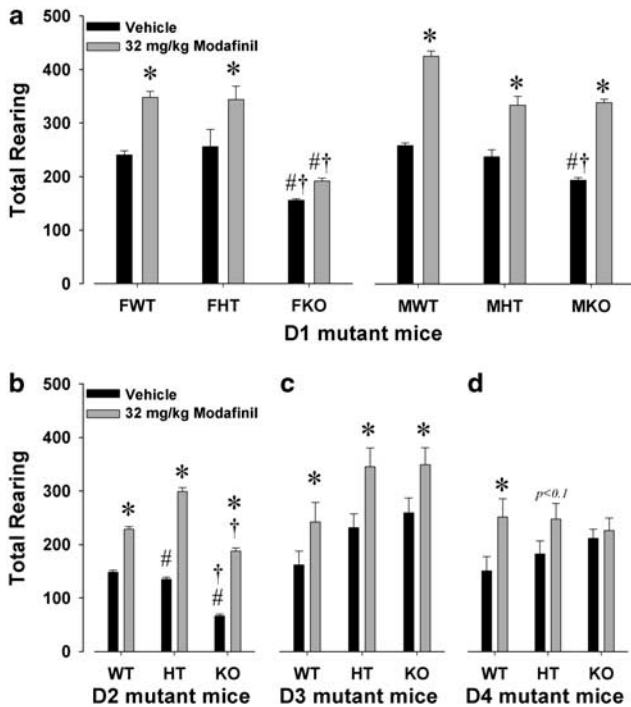 a
500
400
300
200
100
0
Total Rearing
Vehicle
32 mg/kg Modafinil
* * #† #† * * #† *
FWT FHT FKO MWT MHT MKO
D1 mutant mice
b c d
500
400
300
200
100
0
Total Rearing
Vehicle
32 mg/kg Modafinil
* # * † # * † * * * * p<0.1
WT HT KO WT HT KO WT HT KO
D2 mutant mice D3 mutant mice D4 mutant mice